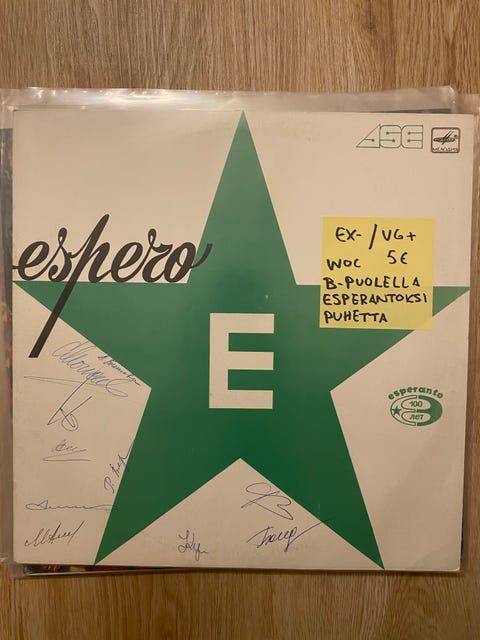 ASE
МЕЛОДИЯ
espero
EX- / VG+
WOC 5€
B-PUOLELLA
ESPERANTOKSI
PUHETTA
E
esperanto
100
лет